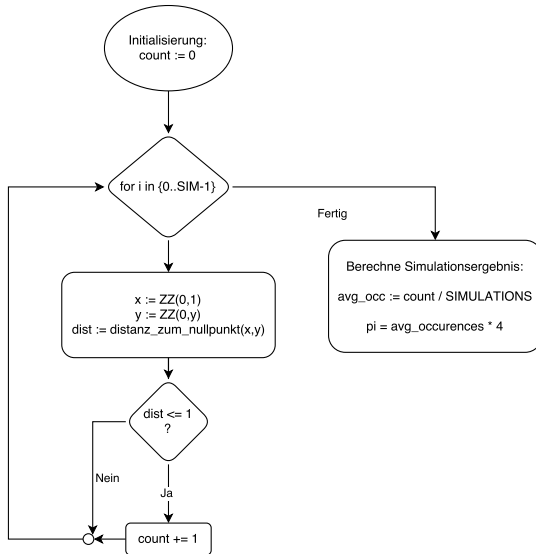 Initialisierung:
count := 0
for i in {0..SIM-1}
Fertig
Berechne Simulationsergebnis:
avg_occ := count / SIMULATIONS
pi = avg_occurences * 4
x := ZZ(0,1)
y := ZZ(0,y)
dist := distanz_zum_nullpunkt(x,y)
dist <= 1
?
Nein
Ja
count += 1